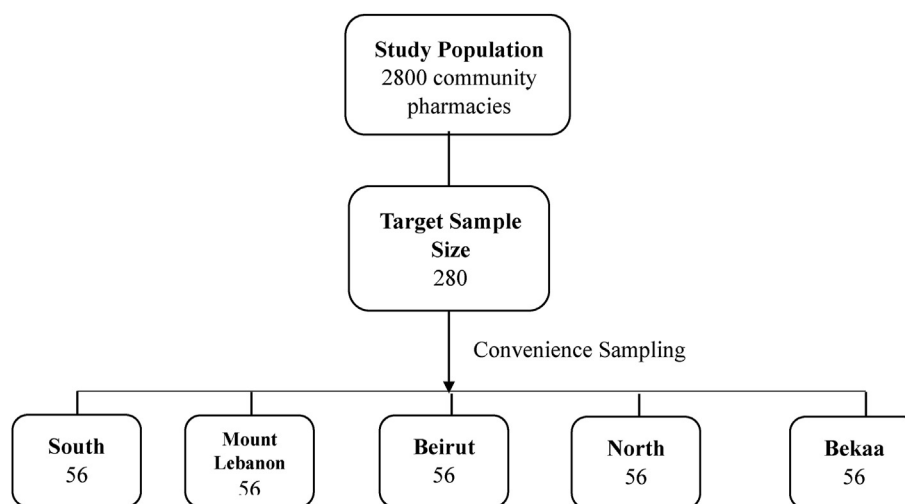 Study Population
2800 community
pharmacies
Target Sample
Size
280
Convenience Sampling
South
56
Mount
Lebanon
56
Beirut
56
North
56
Bekaa
56